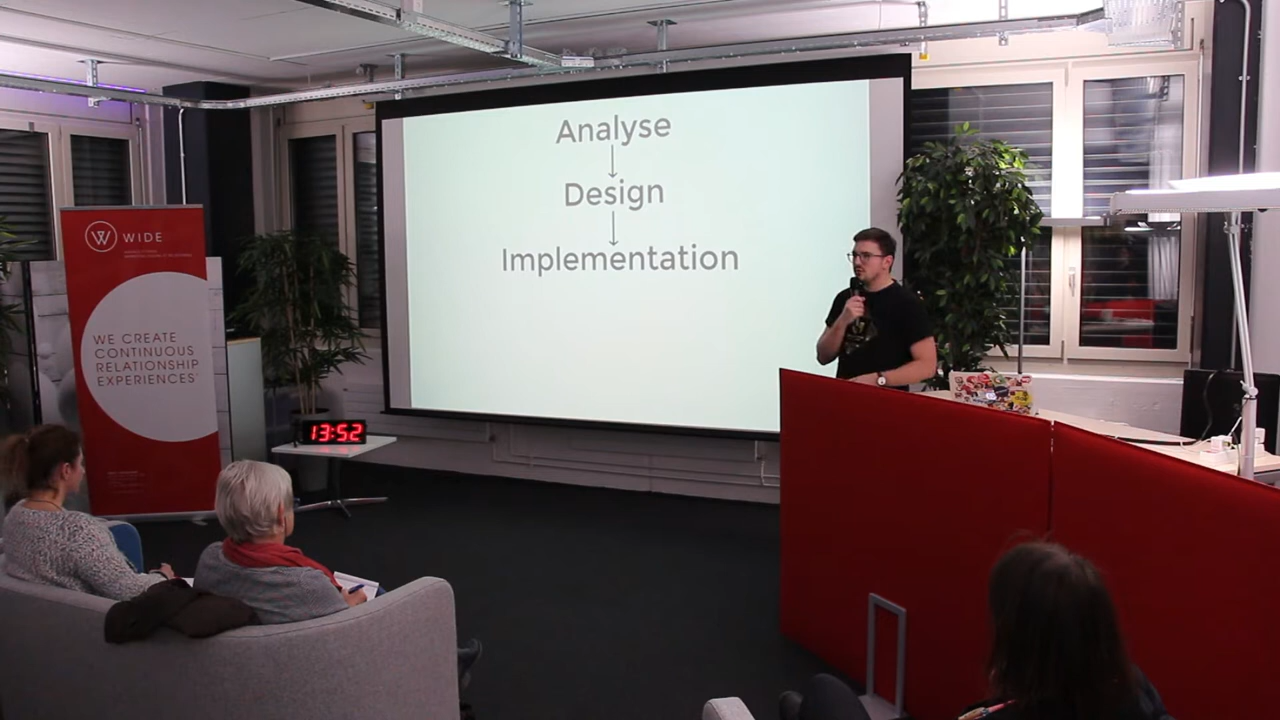 Analyse
Design
Implementation
WIDE
WE CREATE
CONTINUOUS
RELATIONSHIP
EXPERIENCES
13:52